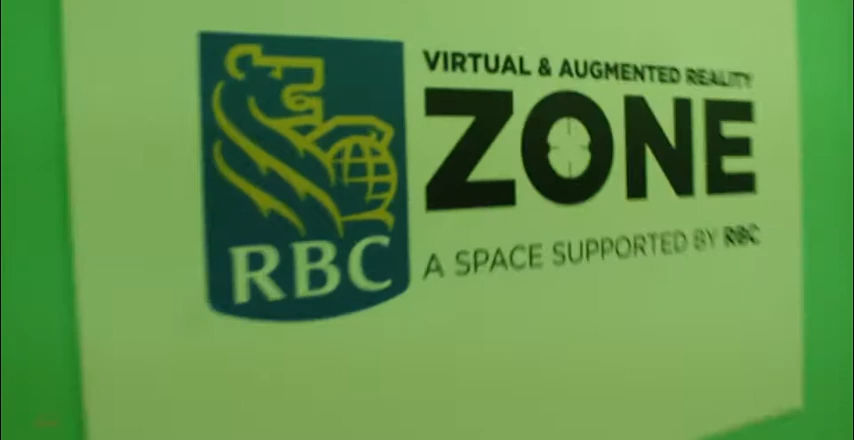 VIRTUAL & AUGMENTED REALITY
ZONE
RBC
A SPACE SUPPORTED BY RBC